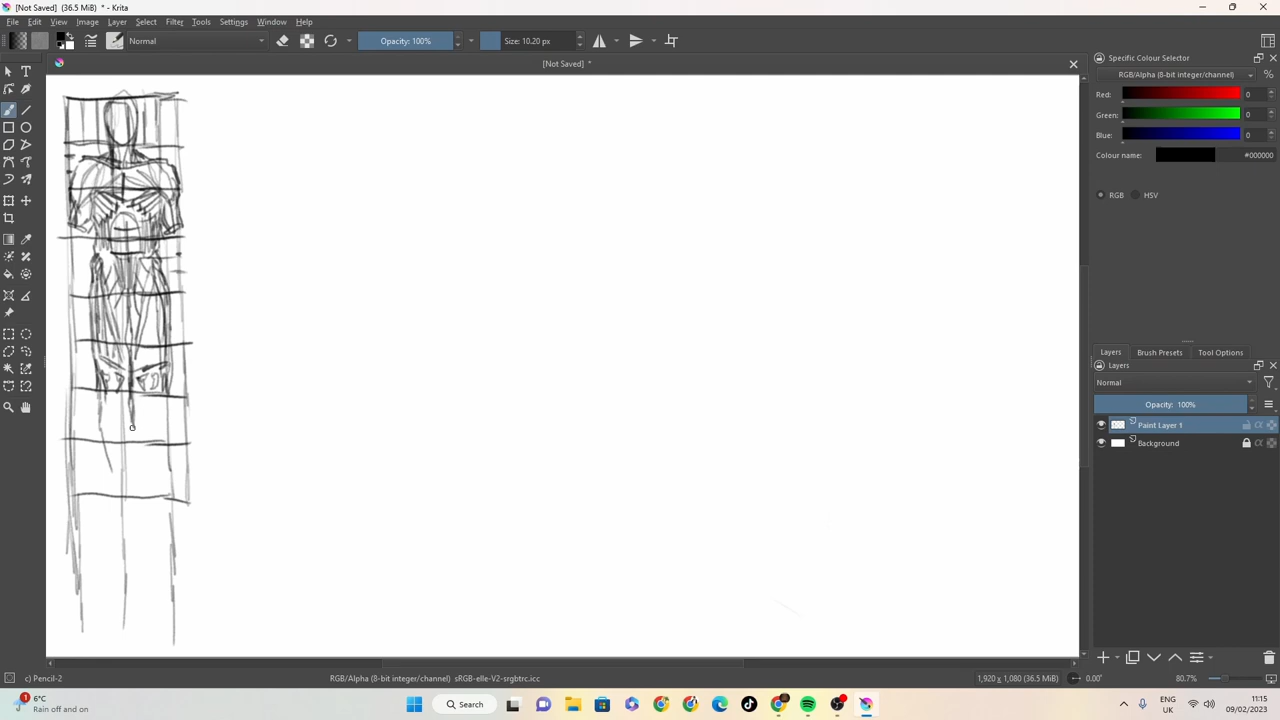 [Not Saved] (36.5 MiB) * - Krita
File Edit View Image Layer Select Filter Tools Settings Window Help
Normal Opacity: 100% Size: 10.20 px
[Not Saved] *
Specific Colour Selector
RGB/Alpha (8-bit integer/channel) %
Red: 0
Green: 0
Blue: 0
Colour name: #000000
RGB HSV
Layers Brush Presets Tool Options
Layers
Normal
Opacity: 100%
Paint Layer 1
Background
c) Pencil-2 RGB/Alpha (8-bit integer/channel) sRGB-elle-V2-srgbtrc.icc 1,920 x 1,080 (36.5 MiB) 0.00° 80.7%
1 6°C
Rain off and on
Search
ENG
UK
11:15
09/02/2023